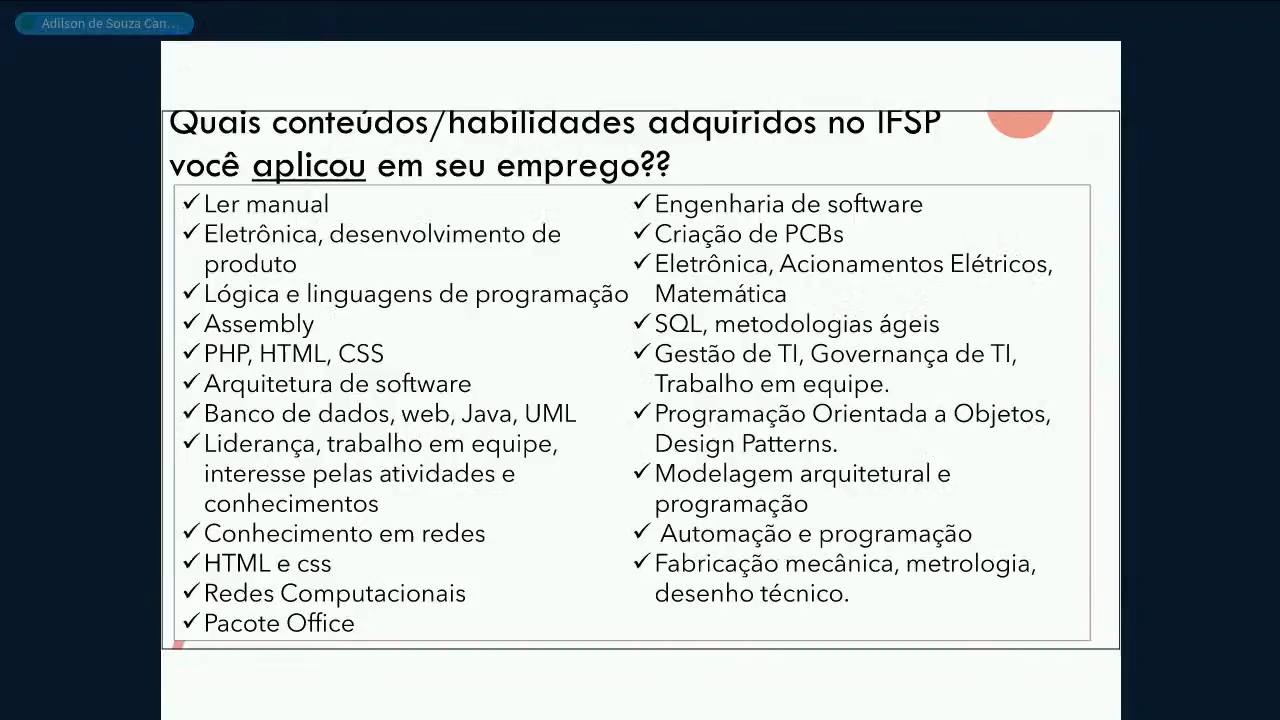 Adilson de Souza Can...
Quais conteúdos/habilidades adquiridos no IFSP
você aplicou em seu emprego??
✓Ler manual
✓Eletrônica, desenvolvimento de
produto
✓Lógica e linguagens de programação
✓Assembly
✓PHP, HTML, CSS
✓Arquitetura de software
✓Banco de dados, web, Java, UML
✓Liderança, trabalho em equipe,
interesse pelas atividades e
conhecimentos
✓Conhecimento em redes
✓HTML e css
✓Redes Computacionais
✓Pacote Office
✓Engenharia de software
✓Criação de PCBs
✓Eletrônica, Acionamentos Elétricos,
Matemática
✓SQL, metodologias ágeis
✓Gestão de TI, Governança de TI,
Trabalho em equipe.
✓Programação Orientada a Objetos,
Design Patterns.
✓Modelagem arquitetural e
programação
✓ Automação e programação
✓Fabricação mecânica, metrologia,
desenho técnico.